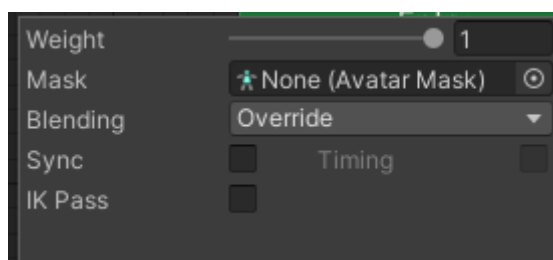 Weight 1
Mask None (Avatar Mask)
Blending Override
Sync Timing
IK Pass